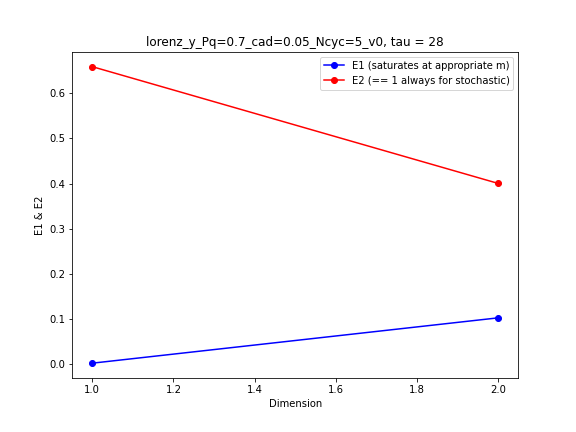 lorenz_y_Pq=0.7_cad=0.05_Ncyc=5_v0, tau = 28
E1 (saturates at appropriate m)
E2 (== 1 always for stochastic)
E1 & E2
0.6
0.5
0.4
0.3
0.2
0.1
0.0
1.0 1.2 1.4 1.6 1.8 2.0
Dimension